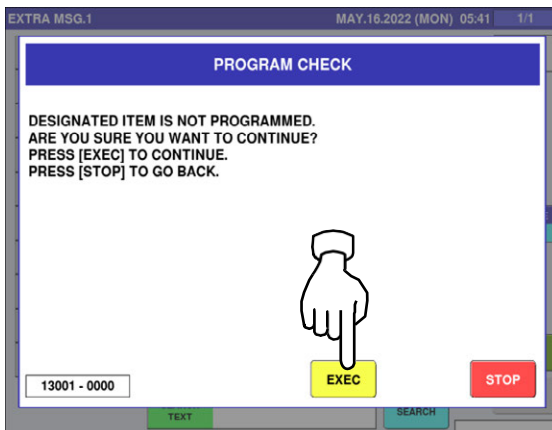 EXTRA MSG.1 MAY.16.2022 (MON) 05:41 1/1
PROGRAM CHECK
DESIGNATED ITEM IS NOT PROGRAMMED.
ARE YOU SURE YOU WANT TO CONTINUE?
PRESS [EXEC] TO CONTINUE.
PRESS [STOP] TO GO BACK.
13001 - 0000
EXEC
STOP
TEXT
SEARCH